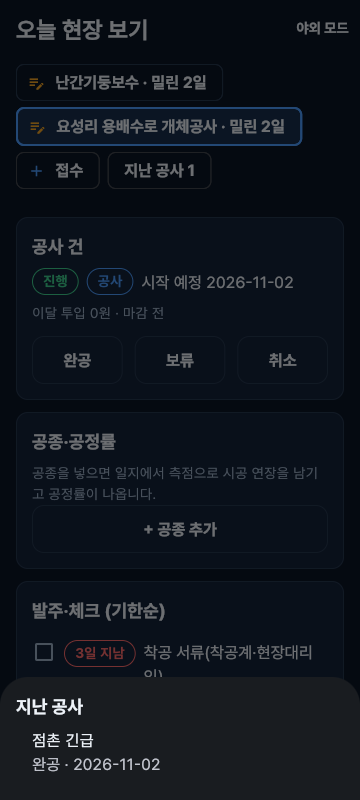 오늘 현장 보기
야외 모드
난간기둥보수 · 밀린 2일
요성리 용배수로 개체공사 · 밀린 2일
+ 접수
지난 공사 1
공사 건
진행 공사 시작 예정 2026-11-02
이달 투입 0원 · 마감 전
완공
보류
취소
공종·공정률
공종을 넣으면 일지에서 측점으로 시공 연장을 남기
고 공정률이 나옵니다.
+ 공종 추가
발주·체크 (기한순)
3일 지남 착공 서류(착공계·현장대리
인)
지난 공사
점촌 긴급
완공 · 2026-11-02